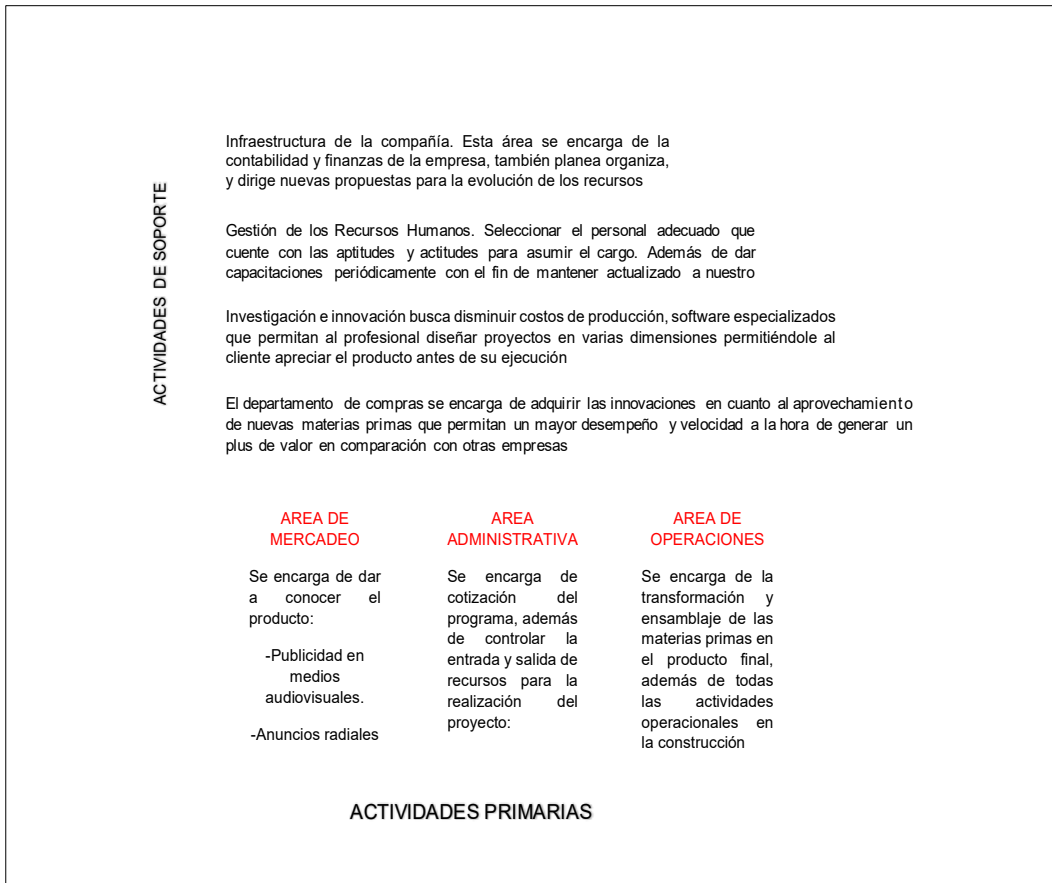 Infraestructura de la compañía. Esta área se encarga de la
contabilidad y finanzas de la empresa, también planea organiza,
y dirige nuevas propuestas para la evolución de los recursos
ACTIVIDADES DE SOPORTE
Gestión de los Recursos Humanos. Seleccionar el personal adecuado que
cuente con las aptitudes y actitudes para asumir el cargo. Además de dar
capacitaciones periódicamente con el fin de mantener actualizado a nuestro
Investigación e innovación busca disminuir costos de producción, software especializados
que permitan al profesional diseñar proyectos en varias dimensiones permitiéndole al
cliente apreciar el producto antes de su ejecución
El departamento de compras se encarga de adquirir las innovaciones en cuanto al aprovechamiento
de nuevas materias primas que permitan un mayor desempeño y velocidad a la hora de generar un
plus de valor en comparación con otras empresas
AREA DE
MERCADEO
Se encarga de dar
a conocer el
producto:
-Publicidad en
medios
audiovisuales.
-Anuncios radiales
AREA
ADMINISTRATIVA
Se encarga de
cotización del
programa, además
de controlar la
entrada y salida de
recursos para la
realización del
proyecto:
AREA DE
OPERACIONES
Se encarga de la
transformación y
ensamblaje de las
materias primas en
el producto final,
además de todas
las actividades
operacionales en
la construcción
ACTIVIDADES PRIMARIAS